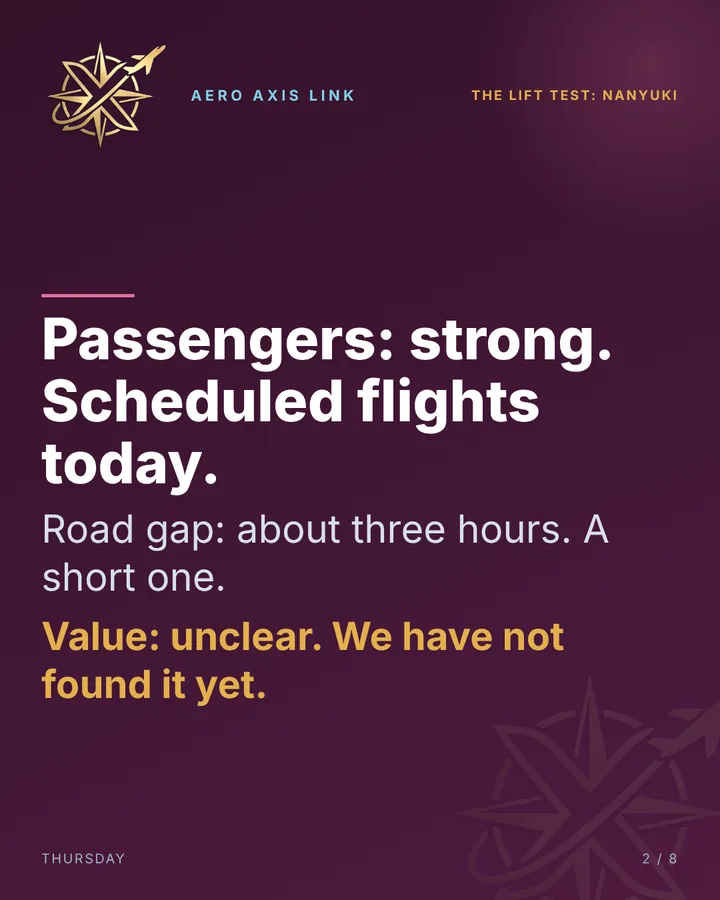 AERO AXIS LINK
THE LIFT TEST: NANYUKI
Passengers: strong.
Scheduled flights
today.
Road gap: about three hours. A
short one.
Value: unclear. We have not
found it yet.
THURSDAY
2 / 8